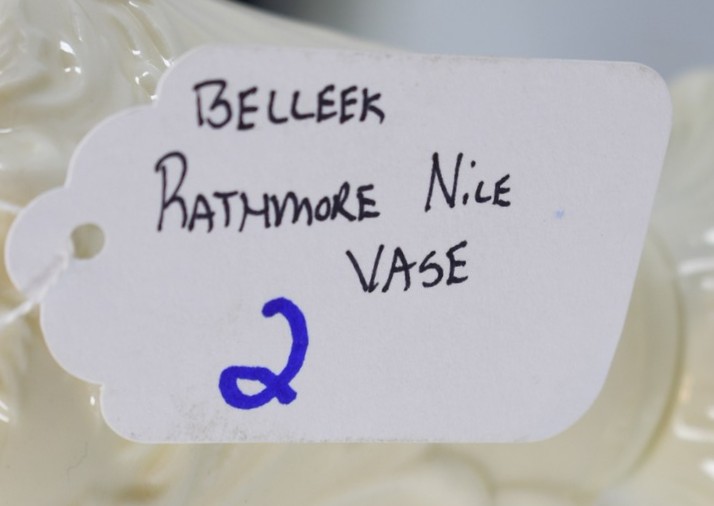 BELLEEK
RATHMORE NILE
VASE
2